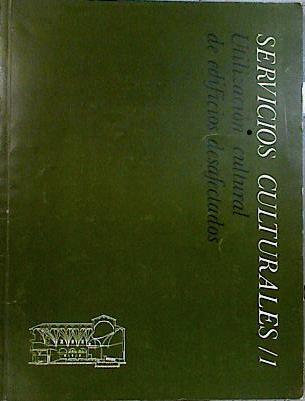 SERVICIOS CULTURALES / 1
Utilización cultural
de edificios desafectados